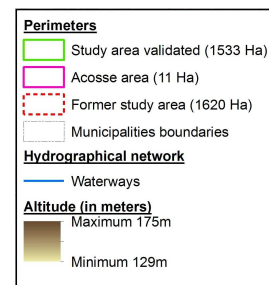 Perimeters
Study area validated (1533 Ha)
Acosse area (11 Ha)
Former study area (1620 Ha)
Municipalities boundaries
Hydrographical network
Waterways
Altitude (in meters)
Maximum 175m
Minimum 129m